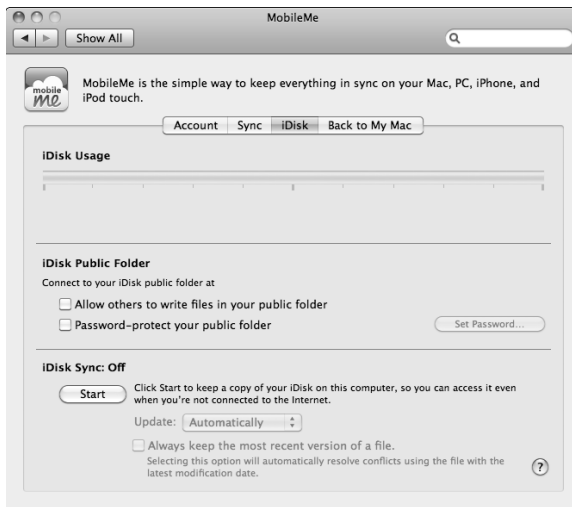 MobileMe
Show All
mobile
me
MobileMe is the simple way to keep everything in sync on your Mac, PC, iPhone, and
iPod touch.
Account Sync iDisk Back to My Mac
iDisk Usage
iDisk Public Folder
Connect to your iDisk public folder at
Allow others to write files in your public folder
Password-protect your public folder Set Password...
iDisk Sync: Off
Start Click Start to keep a copy of your iDisk on this computer, so you can access it even
when you're not connected to the Internet.
Update: Automatically
Always keep the most recent version of a file.
Selecting this option will automatically resolve conflicts using the file with the
latest modification date. ?